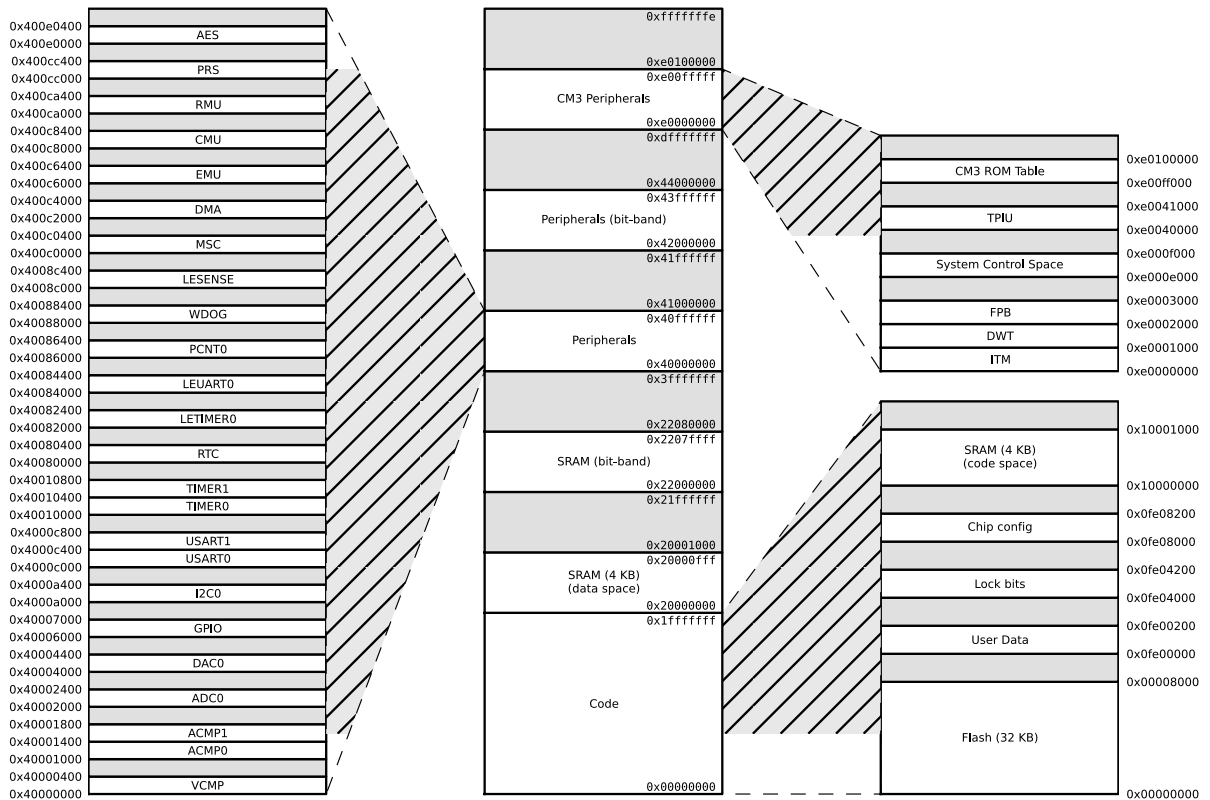 0x400e0400
AES
0x400e0000
0x400cc400
PRS
0x400cc000
0x400ca400
RMU
0x400ca000
0x400c8400
CMU
0x400c8000
0x400c6400
EMU
0x400c6000
0x400c4000
DMA
0x400c2000
0x400c0400
MSC
0x400c0000
0x4008c400
LESENSE
0x4008c000
0x40088400
WDOG
0x40088000
0x40086400
PCNT0
0x40086000
0x40084400
LEUART0
0x40084000
0x40082400
LETIMER0
0x40082000
0x40080400
RTC
0x40080000
0x40010800
TIMER1
0x40010400
TIMER0
0x40010000
0x4000c800
USART1
0x4000c400
USART0
0x4000c000
0x4000a400
I2C0
0x4000a000
0x40007000
GPIO
0x40006000
0x40004400
DAC0
0x40004000
0x40002400
ADC0
0x40002000
0x40001800
ACMP1
0x40001400
ACMP0
0x40001000
0x40000400
VCMP
0x40000000
0xfffffffe
0xe0100000
0xe00fffff
CM3 Peripherals
0xe0000000
0xdfffffff
0x44000000
0x43ffffff
Peripherals (bit-band)
0x42000000
0x41ffffff
0x41000000
0x40ffffff
Peripherals
0x40000000
0x3fffffff
0x22080000
0x2207ffff
SRAM (bit-band)
0x22000000
0x21ffffff
0x20001000
0x20000fff
SRAM (4 KB)
(data space)
0x20000000
0x1fffffff
Code
0x00000000
0xe0100000
CM3 ROM Table
0xe00ff000
0xe0041000
TPIU
0xe0040000
0xe000f000
System Control Space
0xe000e000
0xe0003000
FPB
0xe0002000
DWT
0xe0001000
ITM
0xe0000000
0x10001000
SRAM (4 KB)
(code space)
0x10000000
0x0fe08200
Chip config
0x0fe08000
0x0fe04200
Lock bits
0x0fe04000
0x0fe00200
User Data
0x0fe00000
0x00008000
Flash (32 KB)
0x00000000